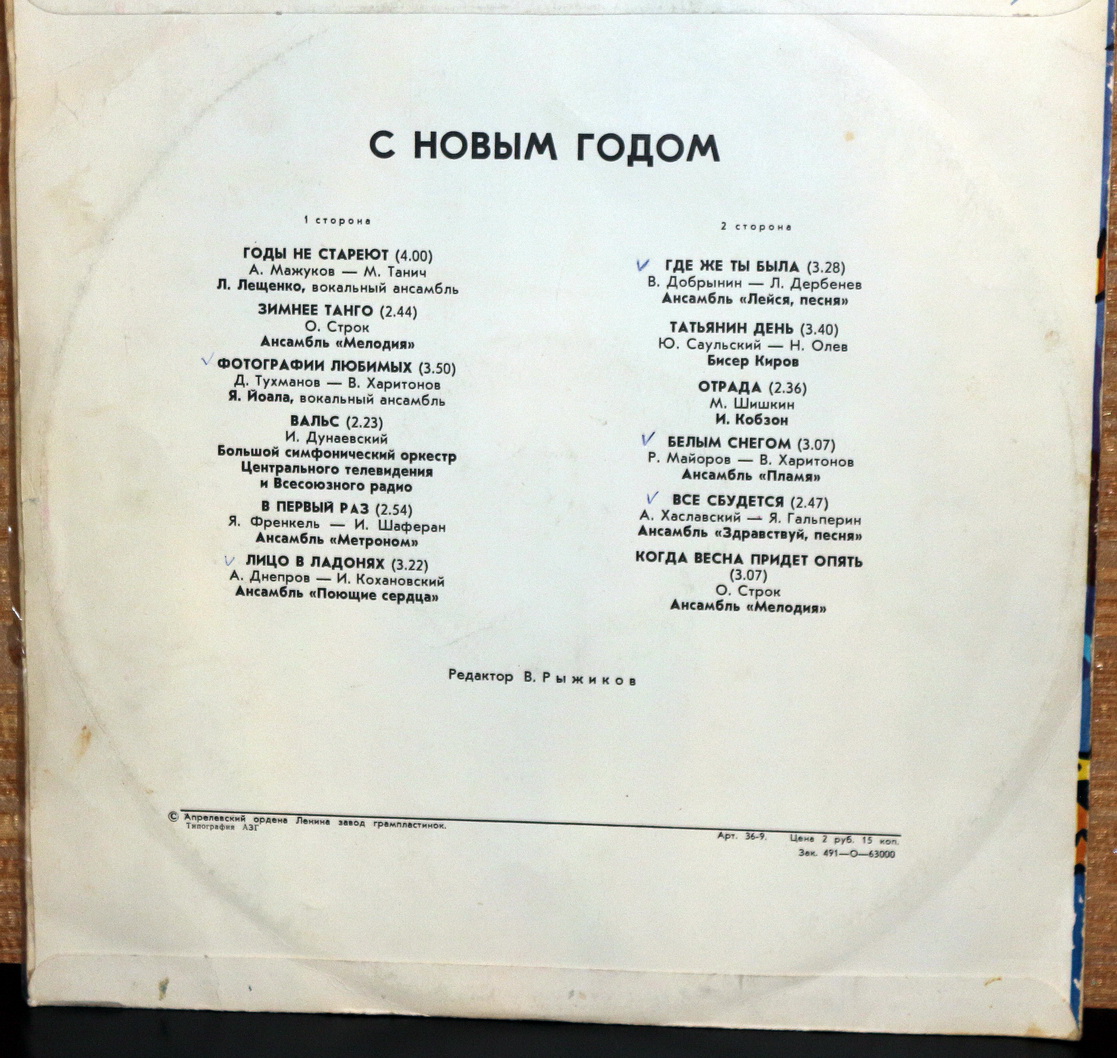 С НОВЫМ ГОДОМ
1 сторона
ГОДЫ НЕ СТАРЕЮТ (4.00)
А. Мажуков — М. Танич
Л. Лещенко, вокальный ансамбль
ЗИМНЕЕ ТАНГО (2.44)
О. Строк
Ансамбль «Мелодия»
ФОТОГРАФИИ ЛЮБИМЫХ (3.50)
Д. Тухманов — В. Харитонов
Я. Йоала, вокальный ансамбль
ВАЛЬС (2.23)
И. Дунаевский
Большой симфонический оркестр
Центрального телевидения
и Всесоюзного радио
В ПЕРВЫЙ РАЗ (2.54)
Я. Френкель — И. Шаферан
Ансамбль «Метроном»
ЛИЦО В ЛАДОНЯХ (3.22)
А. Днепров — И. Кохановский
Ансамбль «Поющие сердца»
2 сторона
ГДЕ ЖЕ ТЫ БЫЛА (3.28)
В. Добрынин — Л. Дербенев
Ансамбль «Лейся, песня»
ТАТЬЯНИН ДЕНЬ (3.40)
Ю. Саульский — Н. Олев
Бисер Киров
ОТРАДА (2.36)
М. Шишкин
И. Кобзон
БЕЛЫМ СНЕГОМ (3.07)
Р. Майоров — В. Харитонов
Ансамбль «Пламя»
ВСЕ СБУДЕТСЯ (2.47)
А. Хаславский — Я. Гальперин
Ансамбль «Здравствуй, песня»
КОГДА ВЕСНА ПРИДЕТ ОПЯТЬ
(3.07)
О. Строк
Ансамбль «Мелодия»
Редактор В. Рыжиков
© Апрелевский ордена Ленина завод грампластинок.
Типография АЗГ
Арт. 36-9. Цена 2 руб. 15 коп.
Зак. 491—О—63000